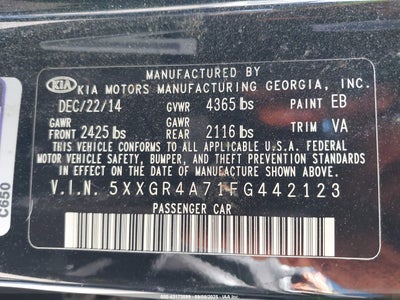 MANUFACTURED BY
KIA KIA MOTORS MANUFACTURING GEORGIA, INC.
DEC/22/14 GVWR 4365 lbs PAINT EB
GAWR FRONT 2425 lbs GAWR REAR 2116 lbs TRIM VA
THIS VEHICLE CONFORMS TO ALL APPLICABLE U.S.A. FEDERAL
MOTOR VEHICLE SAFETY, BUMPER, AND THEFT PREVENTION
STANDARDS IN EFFECT ON THE DATE OF MANUFACTURE SHOWN ABOVE.
V.I.N. 5XXGR4A71FG442123
PASSENGER CAR
C650